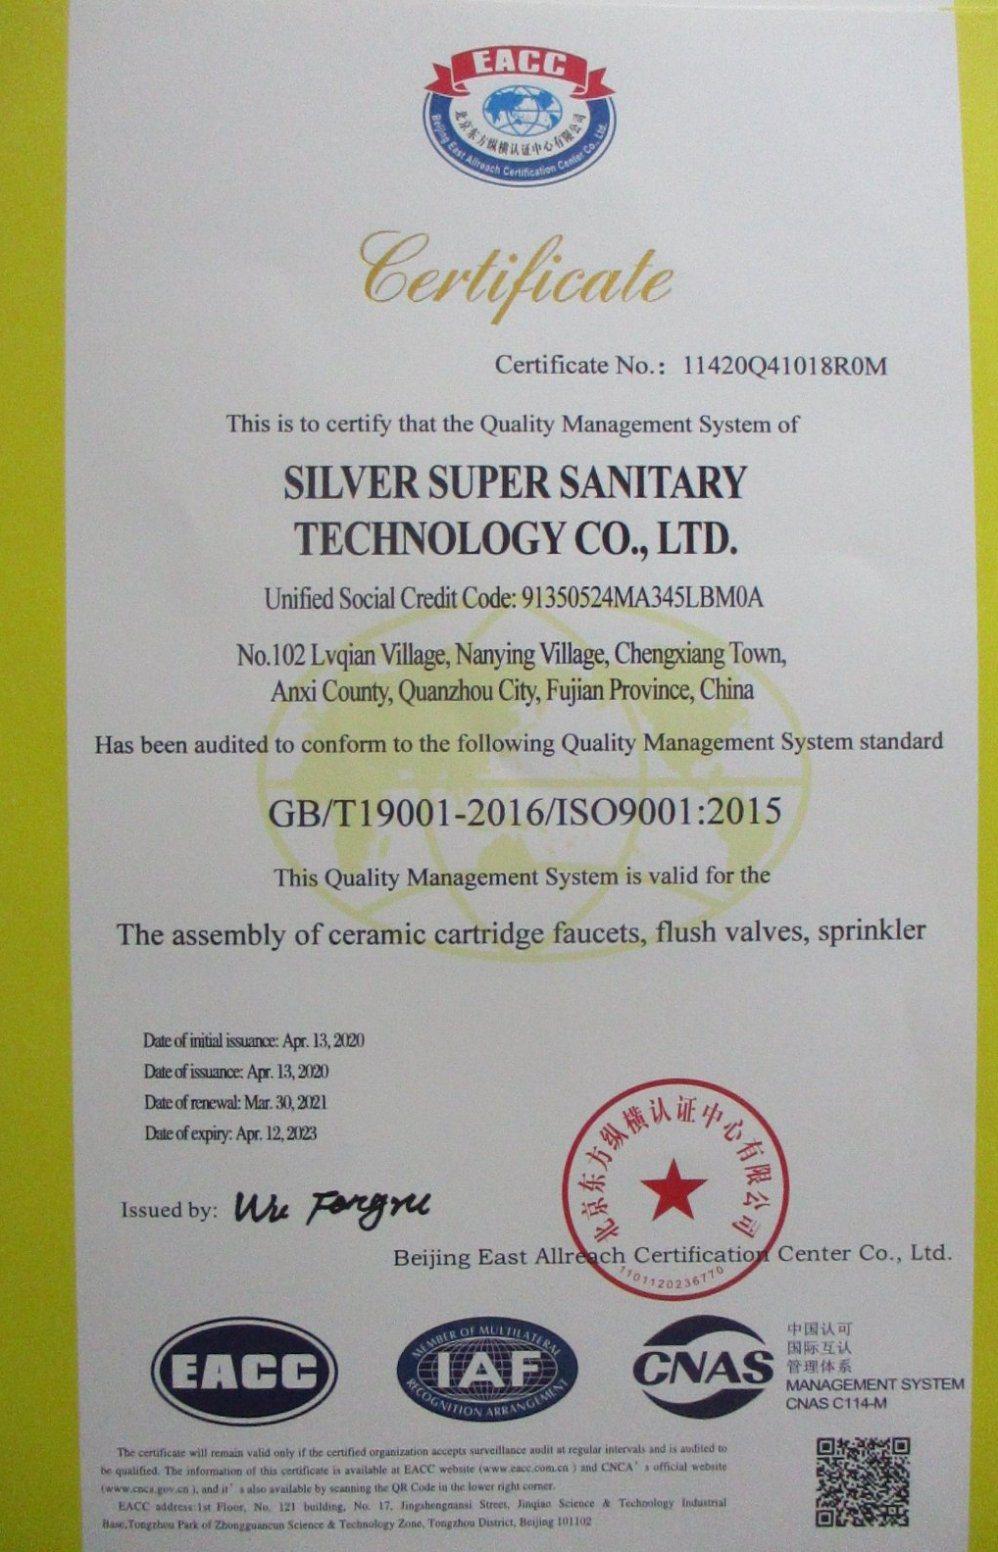 EACC
北京东方纵横认证中心有限公司
Beijing East Allreach Certification Center Co., Ltd.
Certificate
Certificate No.: 11420Q41018R0M
This is to certify that the Quality Management System of
SILVER SUPER SANITARY
TECHNOLOGY CO., LTD.
Unified Social Credit Code: 91350524MA345LBM0A
No.102 Lvqian Village, Nanying Village, Chengxiang Town,
Anxi County, Quanzhou City, Fujian Province, China
Has been audited to conform to the following Quality Management System standard
GB/T19001-2016/ISO9001:2015
This Quality Management System is valid for the
The assembly of ceramic cartridge faucets, flush valves, sprinkler
Date of initial issuance: Apr. 13, 2020
Date of issuance: Apr. 13, 2020
Date of renewal: Mar. 30, 2021
Date of expiry: Apr. 12, 2023
北京东方纵横认证中心有限公司
Issued by: Wu Fongyu
Beijing East Allreach Certification Center Co., Ltd.
1101120236770
EACC
MEMBER OF MULTILATERAL
IAF
RECOGNITION ARRANGEMENT
CNAS
中国认可
国际互认
管理体系
MANAGEMENT SYSTEM
CNAS C114-M
The certificate will remain valid only if the certified organization accepts surveillance audit at regular intervals and is audited to
be qualified. The information of this certificate is available at EACC website (www.eacc.com.cn ) and CNCA' s official website
(www.cnca.gov.cn ), and it' s also available by scanning the QR Code in the lower right corner.
EACC address:1st Floor, No. 121 building, No. 17, Jingshengnansi Street, Jinqiao Science & Technology Industrial
Base,Tongzhou Park of Zhongguancun Science & Technology Zone, Tongzhou District, Beijing 101102